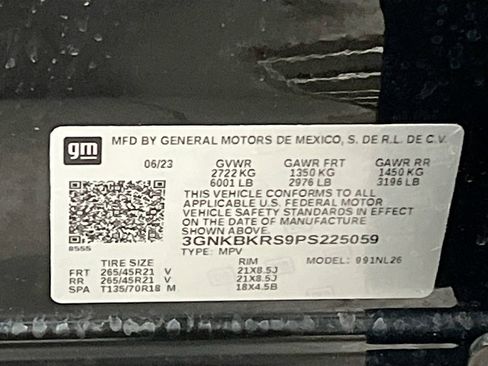 gm
MFD BY GENERAL MOTORS DE MEXICO, S. DE R.L. DE C.V.
06/23 GVWR GAWR FRT GAWR RR
2722 KG 1350 KG 1450 KG
6001 LB 2976 LB 3196 LB
THIS VEHICLE CONFORMS TO ALL
APPLICABLE U.S. FEDERAL MOTOR
VEHICLE SAFETY STANDARDS IN EFFECT
ON THE DATE OF MANUFACTURE
SHOWN ABOVE.
8555
3GNKBKRS9PS225059
TYPE: MPV
TIRE SIZE RIM MODEL: 991NL26
FRT 265/45R21 V 21X8.5J
RR 265/45R21 V 21X8.5J
SPA T135/70R18 M 18X4.5B